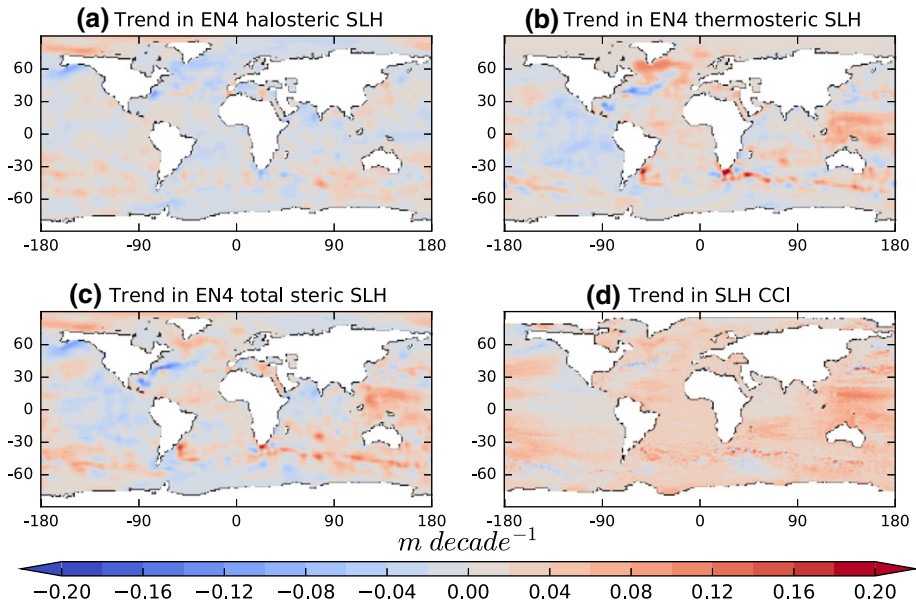 (a) Trend in EN4 halosteric SLH
60
30
0
-30
-60
-180 -90 0 90 180
(b) Trend in EN4 thermosteric SLH
60
30
0
-30
-60
-180 -90 0 90 180
(c) Trend in EN4 total steric SLH
60
30
0
-30
-60
-180 -90 0 90 180
(d) Trend in SLH CCI
60
30
0
-30
-60
-180 -90 0 90 180
m decade⁻¹
−0.20 −0.16 −0.12 −0.08 −0.04 0.00 0.04 0.08 0.12 0.16 0.20